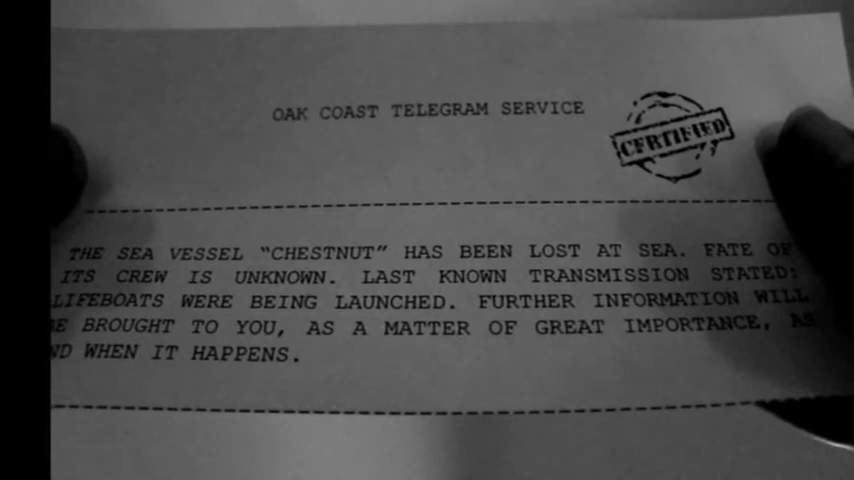 OAK COAST TELEGRAM SERVICE
CERTIFIED
THE SEA VESSEL “CHESTNUT” HAS BEEN LOST AT SEA. FATE OF
ITS CREW IS UNKNOWN. LAST KNOWN TRANSMISSION STATED:
LIFEBOATS WERE BEING LAUNCHED. FURTHER INFORMATION WILL
BE BROUGHT TO YOU, AS A MATTER OF GREAT IMPORTANCE, AS
AND WHEN IT HAPPENS.